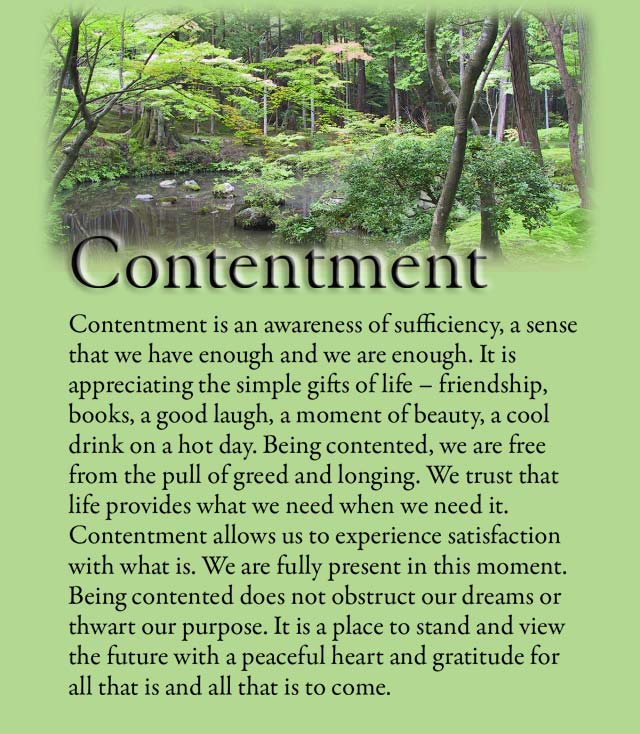 Contentment
Contentment is an awareness of sufficiency, a sense
that we have enough and we are enough. It is
appreciating the simple gifts of life – friendship,
books, a good laugh, a moment of beauty, a cool
drink on a hot day. Being contented, we are free
from the pull of greed and longing. We trust that
life provides what we need when we need it.
Contentment allows us to experience satisfaction
with what is. We are fully present in this moment.
Being contented does not obstruct our dreams or
thwart our purpose. It is a place to stand and view
the future with a peaceful heart and gratitude for
all that is and all that is to come.